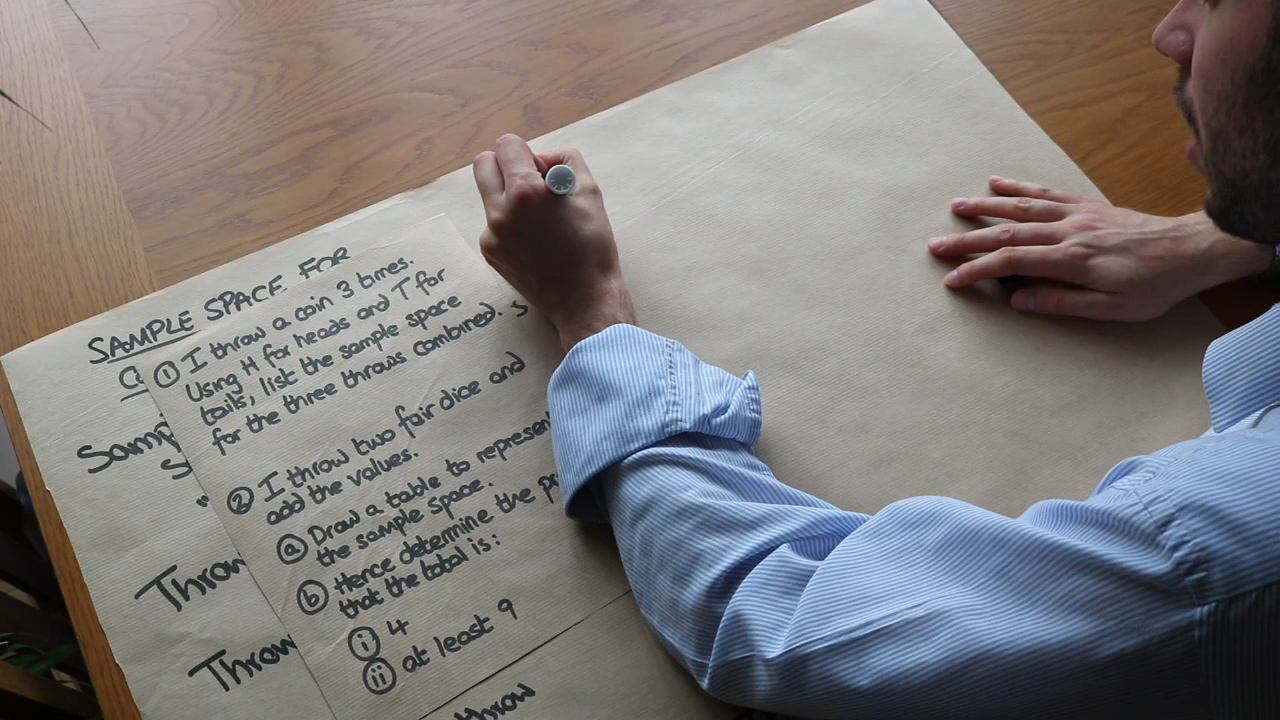 SAMPLE SPACE FOR
① I throw a coin 3 times.
Using H for heads and T for
tails, list the sample space
for the three throws combined.
② I throw two fair dice and
add the values.
ⓐ Draw a table to represen
the sample space.
ⓑ Hence determine the pr
that the total is:
ⓘ 4
ⓘⓘ at least 9
Samp
Throw
Throw
throw